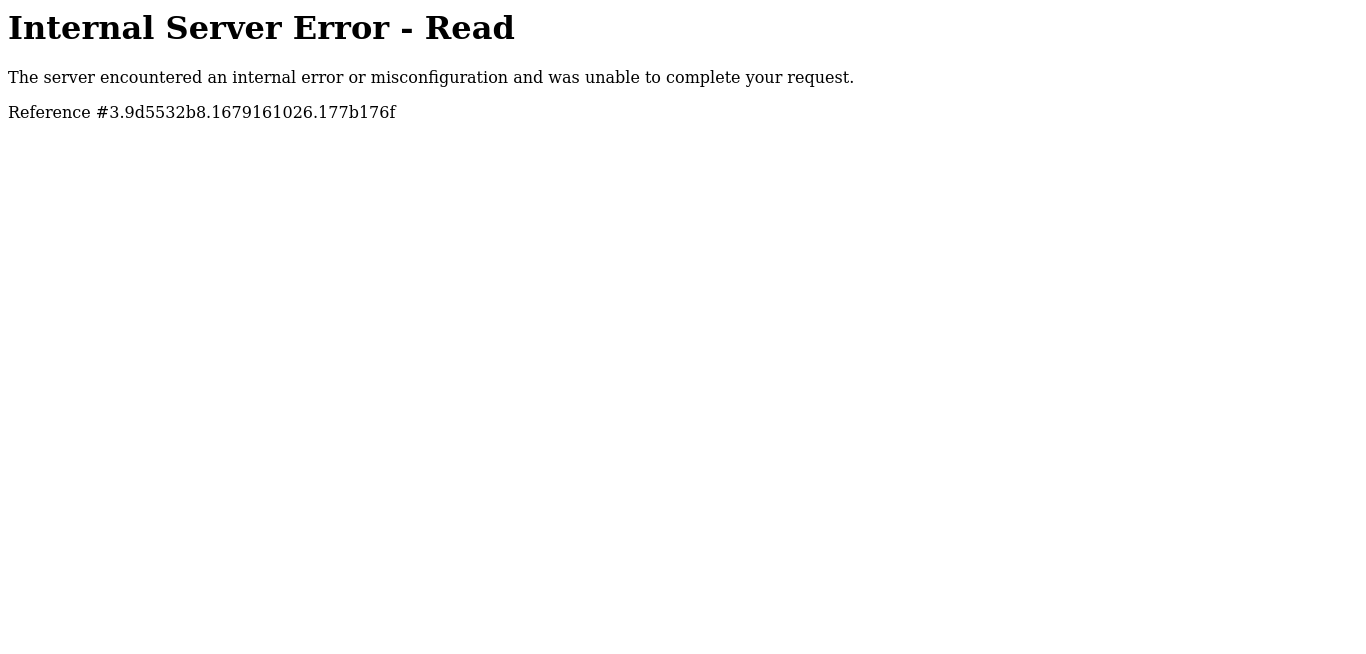 Internal Server Error - Read
The server encountered an internal error or misconfiguration and was unable to complete your request.
Reference #3.9d5532b8.1679161026.177b176f